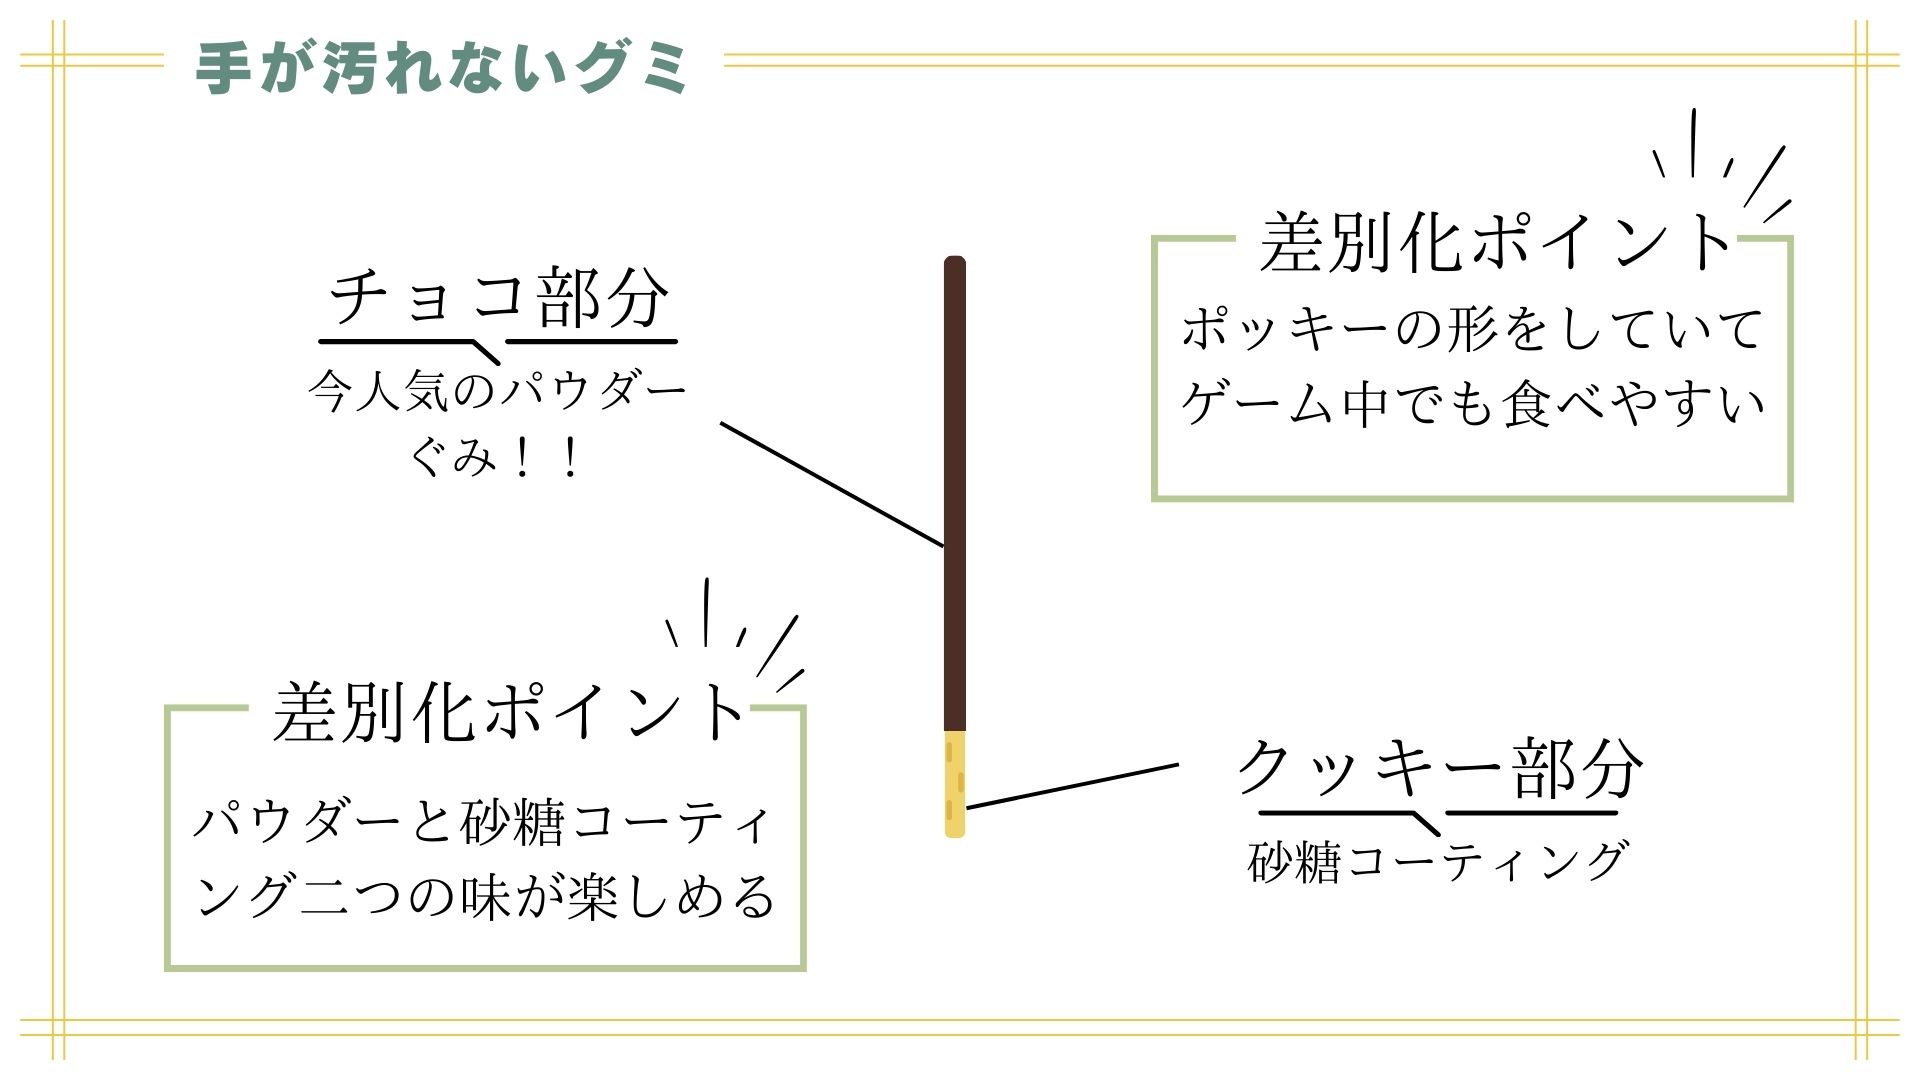 手が汚れないグミ
チョコ部分
今人気のパウダー
ぐみ！！
差別化ポイント
ポッキーの形をしていて
ゲーム中でも食べやすい
差別化ポイント
パウダーと砂糖コーティ
ング二つの味が楽しめる
クッキー部分
砂糖コーティング